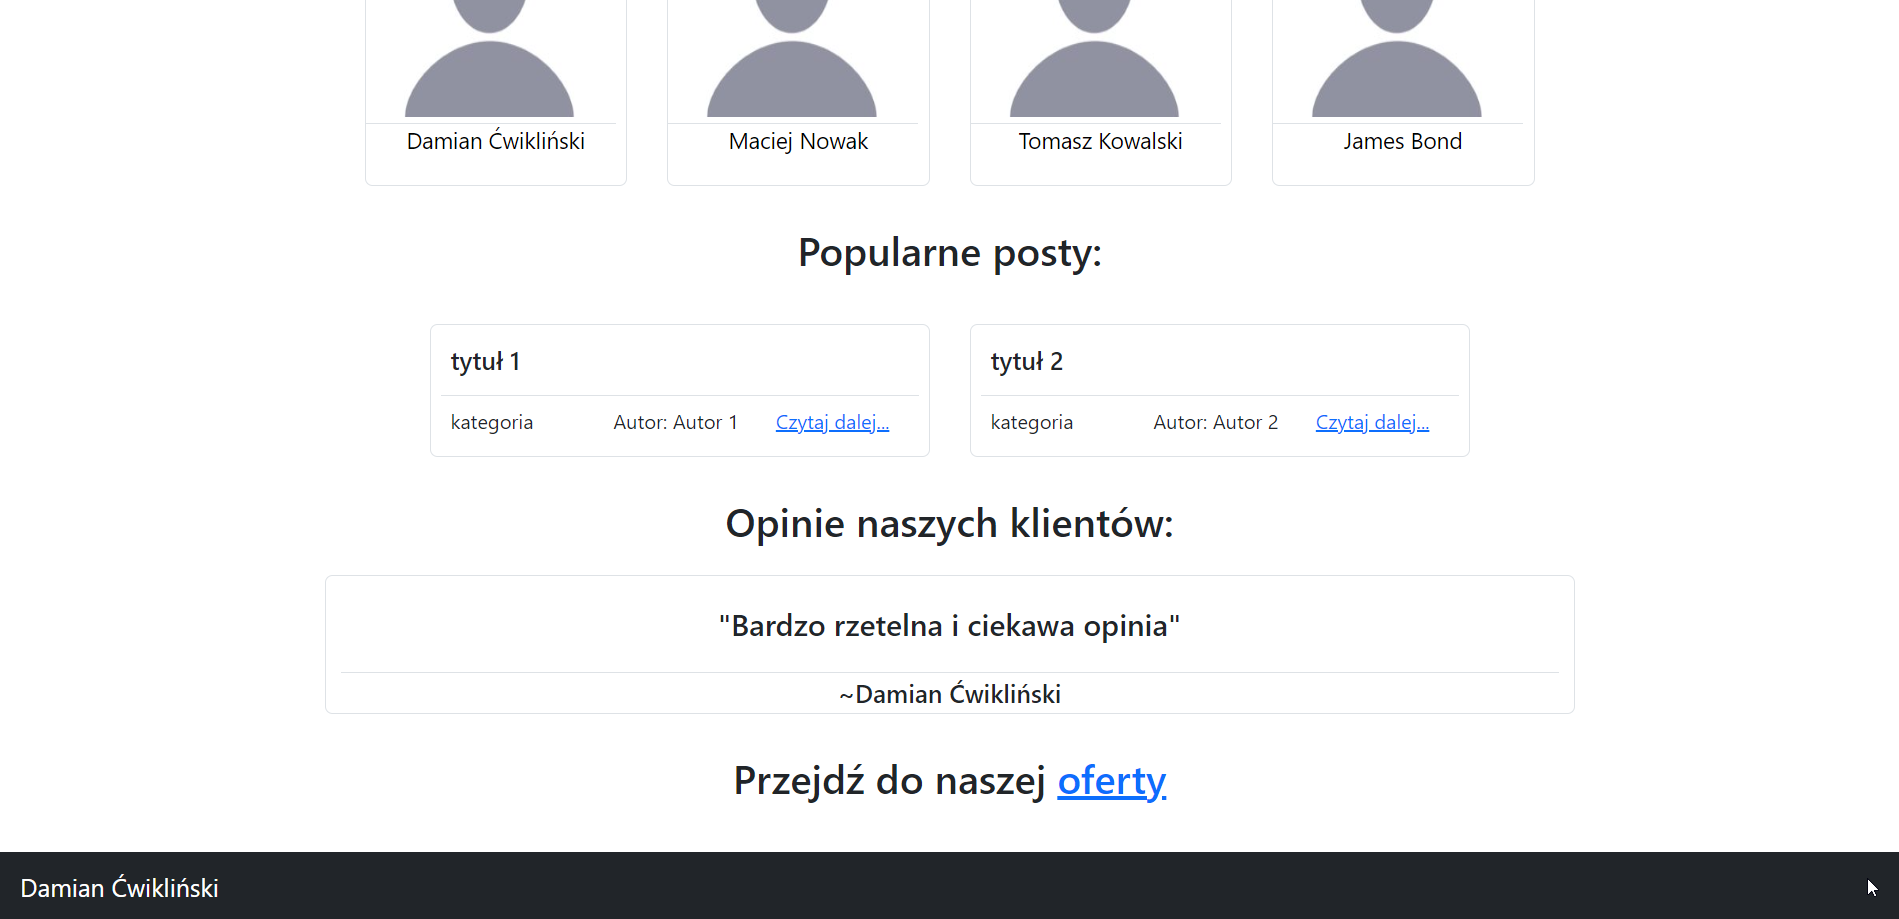 Damian Ćwikliński Maciej Nowak Tomasz Kowalski James Bond
Popularne posty:
tytuł 1
kategoria Autor: Autor 1 Czytaj dalej...
tytuł 2
kategoria Autor: Autor 2 Czytaj dalej...
Opinie naszych klientów:
"Bardzo rzetelna i ciekawa opinia"
~Damian Ćwikliński
Przejdź do naszej oferty
Damian Ćwikliński